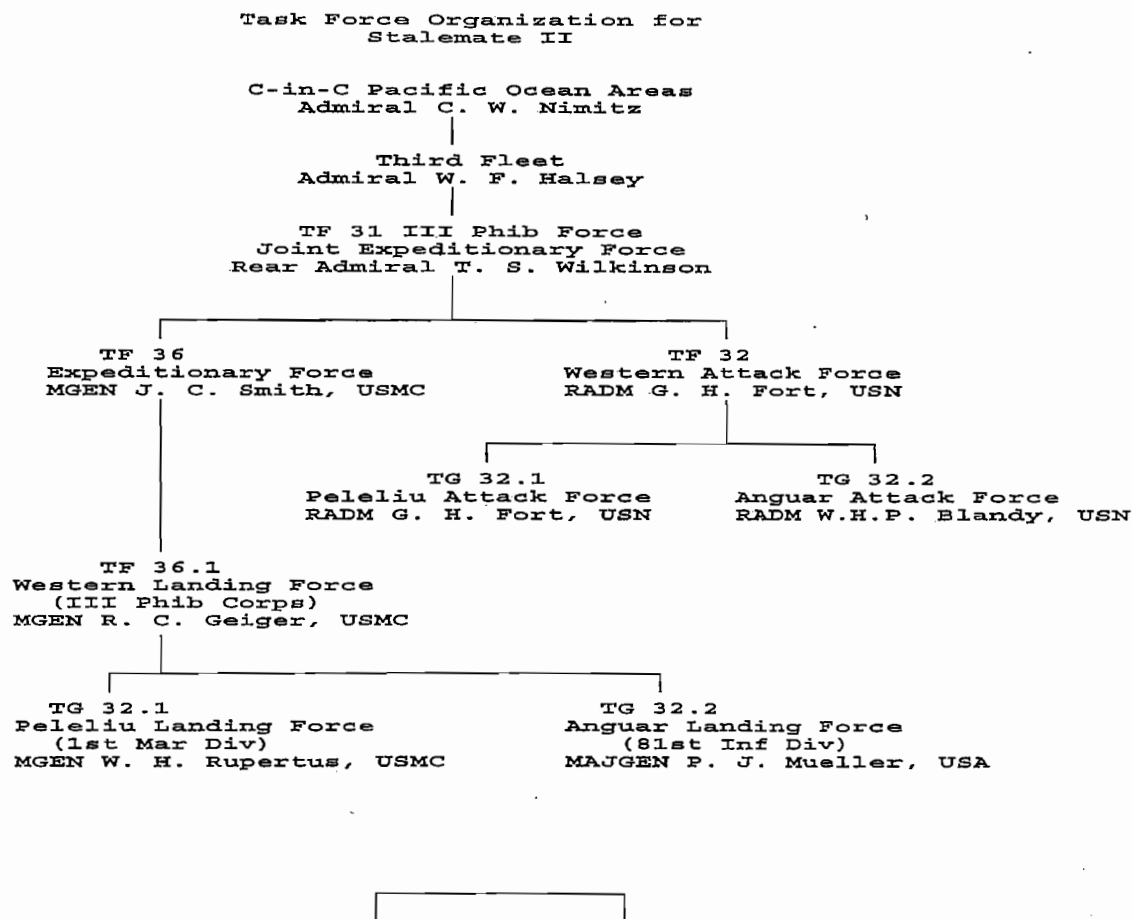 Task Force Organization for
Stalemate II
C-in-C Pacific Ocean Areas
Admiral C. W. Nimitz
Third Fleet
Admiral W. F. Halsey
TF 31 III Phib Force
Joint Expeditionary Force
Rear Admiral T. S. Wilkinson
TF 36
Expeditionary Force
MGEN J. C. Smith, USMC
TF 32
Western Attack Force
RADM G. H. Fort, USN
TG 32.1
Peleliu Attack Force
RADM G. H. Fort, USN
TG 32.2
Anguar Attack Force
RADM W.H.P. Blandy, USN
TF 36.1
Western Landing Force
(III Phib Corps)
MGEN R. C. Geiger, USMC
TG 32.1
Peleliu Landing Force
(1st Mar Div)
MGEN W. H. Rupertus, USMC
TG 32.2
Anguar Landing Force
(81st Inf Div)
MAJGEN P. J. Mueller, USA